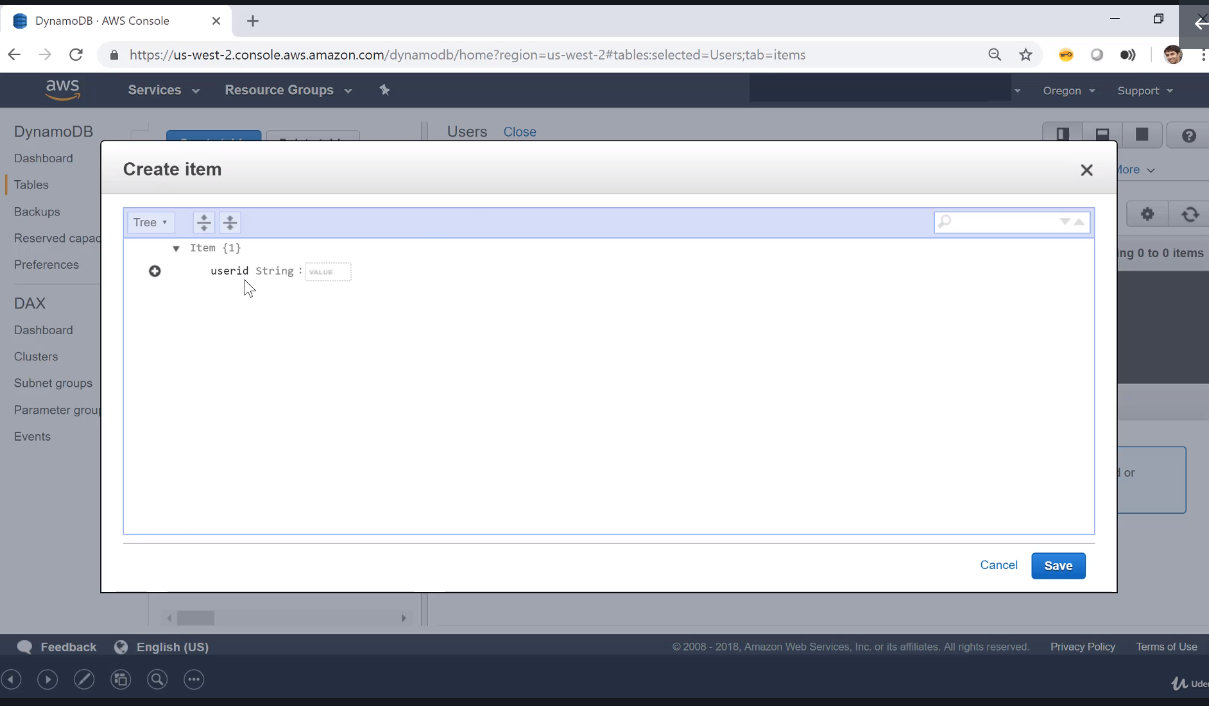 DynamoDB · AWS Console
https://us-west-2.console.aws.amazon.com/dynamodb/home?region=us-west-2#tables:selected=Users;tab=items
aws Services Resource Groups Oregon Support
DynamoDB
Dashboard
Tables
Backups
Reserved capac
Preferences
DAX
Dashboard
Clusters
Subnet groups
Parameter group
Events
Users Close
More
ing 0 to 0 items
d or
Create item
Tree
Item {1}
userid String : VALUE
Cancel Save
Feedback English (US) © 2008 - 2018, Amazon Web Services, Inc. or its affiliates. All rights reserved. Privacy Policy Terms of Use